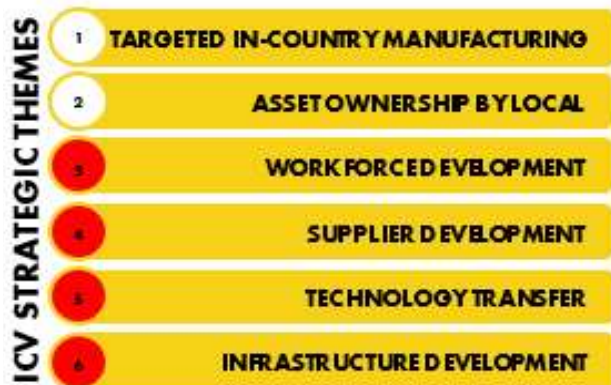 ICV STRATEGIC THEMES
1 TARGETED IN-COUNTRY MANUFACTURING
2 ASSET OWNERSHIP BY LOCAL
3 WORKFORCE DEVELOPMENT
4 SUPPLIER DEVELOPMENT
5 TECHNOLOGY TRANSFER
6 INFRASTRUCTURE DEVELOPMENT